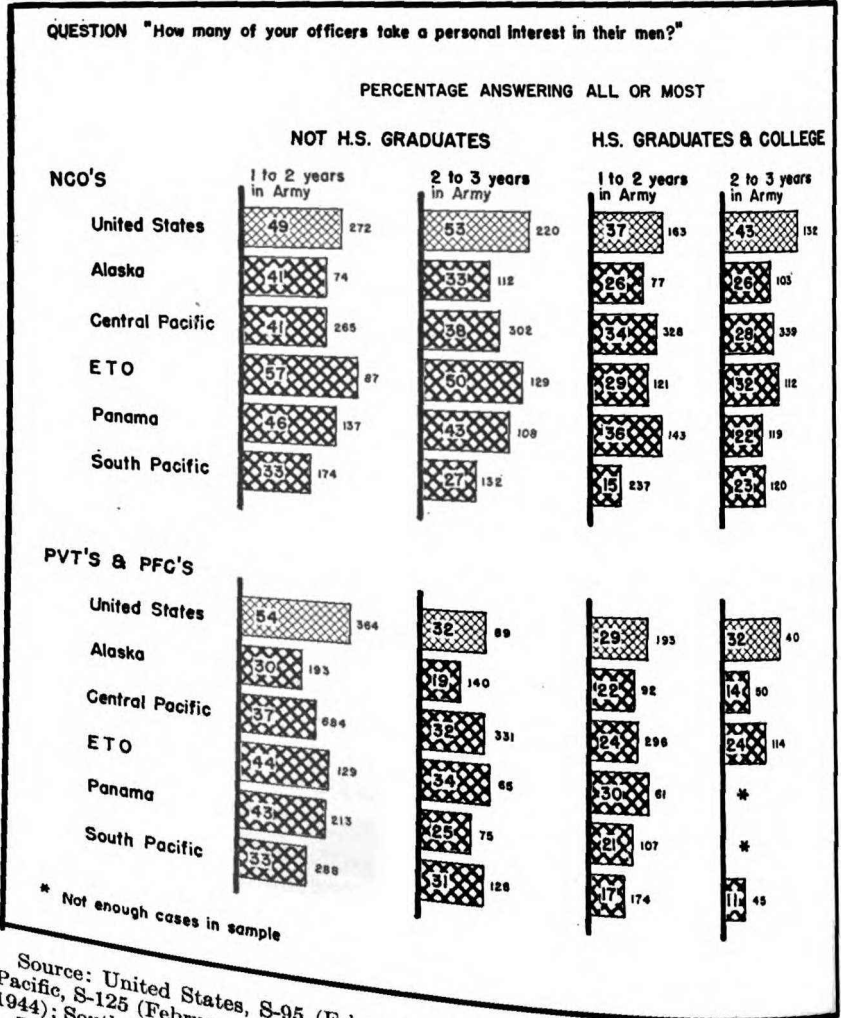 QUESTION "How many of your officers take a personal interest in their men?"
PERCENTAGE ANSWERING ALL OR MOST
NOT H.S. GRADUATES H.S. GRADUATES & COLLEGE
NCO'S 1 to 2 years in Army 2 to 3 years in Army 1 to 2 years in Army 2 to 3 years in Army
United States 49 272 53 220 37 163 43 132
Alaska 41 74 33 112 26 77 26 103
Central Pacific 41 265 38 302 34 328 28 339
ETO 57 87 50 129 29 121 32 112
Panama 46 137 43 108 36 143 22 119
South Pacific 33 174 27 132 15 237 23 120
PVT'S & PFC'S
United States 54 364 32 89 29 193 32 40
Alaska 30 193 19 140 22 92 14 50
Central Pacific 37 684 32 331 24 296 24 114
ETO 44 129 34 65 30 61 *
Panama 43 213 25 75 21 107 *
South Pacific 33 288 31 126 17 174 11 45
* Not enough cases in sample
Source: United States, S-95
Pacific, S-125
1944);